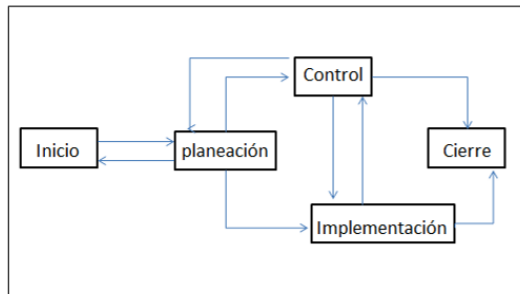 Control
Inicio
planeación
Cierre
Implementación